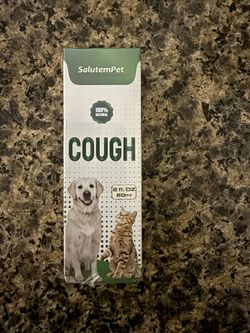 SalutemPet
100%
NATURAL
COUGH
2 fl. OZ
60ml